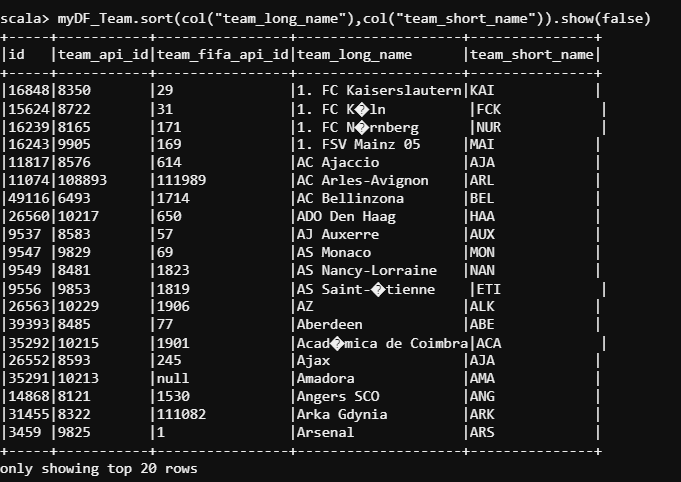 scala> myDF_Team.sort(col("team_long_name"),col("team_short_name")).show(false)
+-----+-----------+----------------+--------------------+---------------+
|id   |team_api_id|team_fifa_api_id|team_long_name      |team_short_name|
+-----+-----------+----------------+--------------------+---------------+
|16848|8350       |29              |1. FC Kaiserslautern|KAI            |
|15624|8722       |31              |1. FC K�ln          |FCK            |
|16239|8165       |171             |1. FC N�rnberg      |NUR            |
|16243|9905       |169             |1. FSV Mainz 05     |MAI            |
|11817|8576       |614             |AC Ajaccio          |AJA            |
|11074|108893     |111989          |AC Arles-Avignon    |ARL            |
|49116|6493       |1714            |AC Bellinzona       |BEL            |
|26560|10217      |650             |ADO Den Haag        |HAA            |
|9537 |8583       |57              |AJ Auxerre          |AUX            |
|9547 |9829       |69              |AS Monaco           |MON            |
|9549 |8481       |1823            |AS Nancy-Lorraine   |NAN            |
|9556 |9853       |1819            |AS Saint-�tienne    |ETI            |
|26563|10229      |1906            |AZ                  |ALK            |
|39393|8485       |77              |Aberdeen            |ABE            |
|35292|10215      |1901            |Acad�mica de Coimbra|ACA            |
|26552|8593       |245             |Ajax                |AJA            |
|35291|10213      |null            |Amadora             |AMA            |
|14868|8121       |1530            |Angers SCO          |ANG            |
|31455|8322       |111082          |Arka Gdynia         |ARK            |
|3459 |9825       |1               |Arsenal             |ARS            |
+-----+-----------+----------------+--------------------+---------------+
only showing top 20 rows